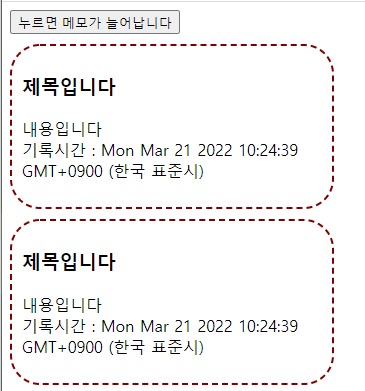 누르면 메모가 늘어납니다
제목입니다
내용입니다
기록시간 : Mon Mar 21 2022 10:24:39
GMT+0900 (한국 표준시)
제목입니다
내용입니다
기록시간 : Mon Mar 21 2022 10:24:39
GMT+0900 (한국 표준시)